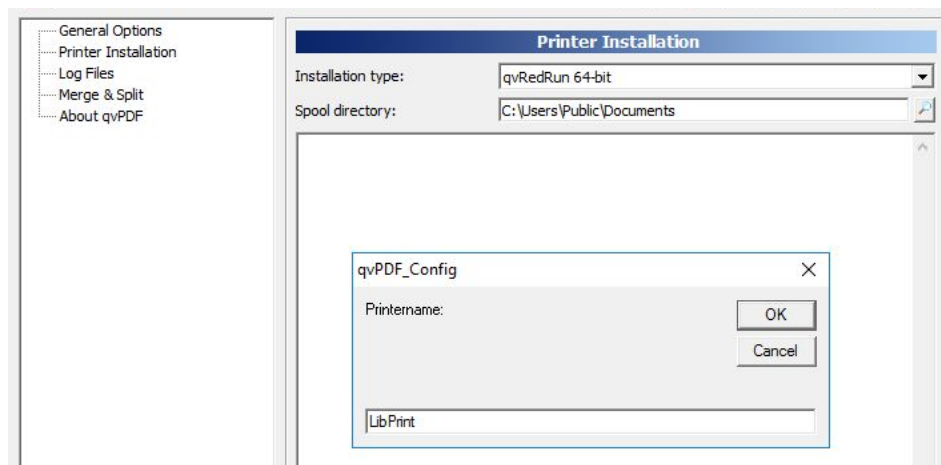 General Options
Printer Installation
Log Files
Merge & Split
About qvPDF
Printer Installation
Installation type:
qvRedRun 64-bit
Spool directory:
C:\Users\Public\Documents
qvPDF_Config
Printername:
OK
Cancel
LibPrint